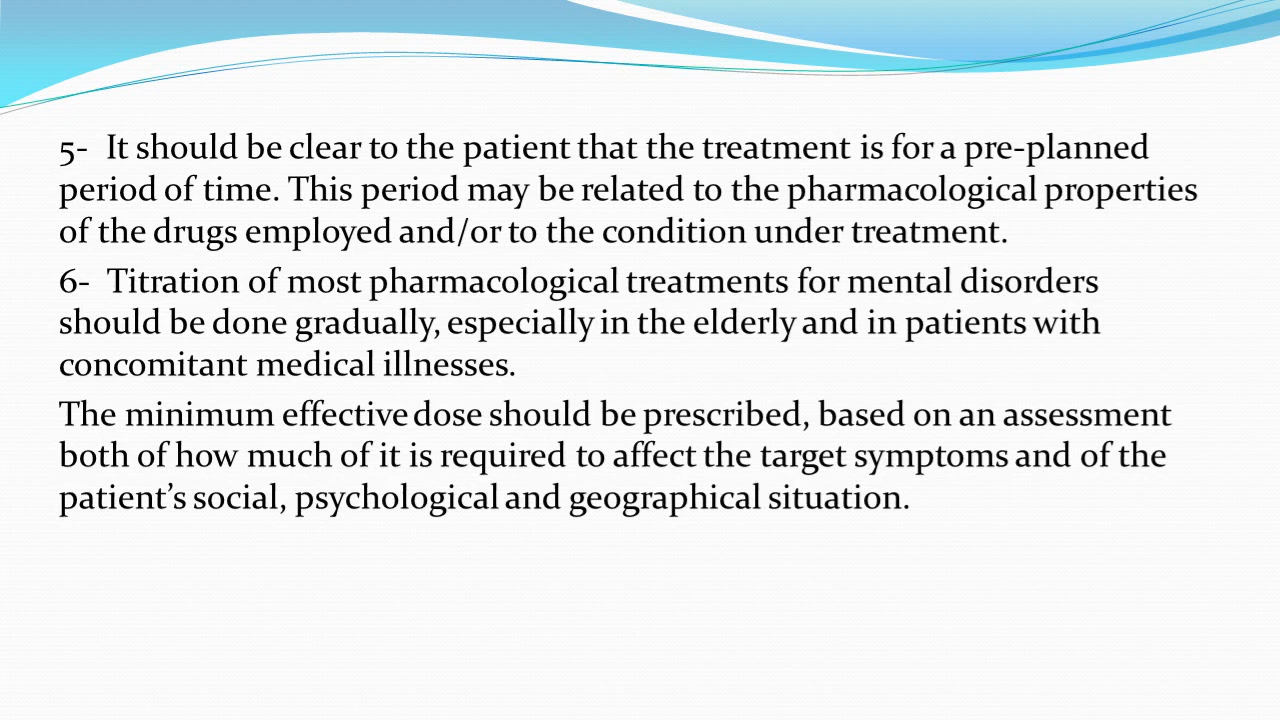 5-  It should be clear to the patient that the treatment is for a pre-planned
period of time. This period may be related to the pharmacological properties
of the drugs employed and/or to the condition under treatment.
6-  Titration of most pharmacological treatments for mental disorders
should be done gradually, especially in the elderly and in patients with
concomitant medical illnesses.
The minimum effective dose should be prescribed, based on an assessment
both of how much of it is required to affect the target symptoms and of the
patient’s social, psychological and geographical situation.